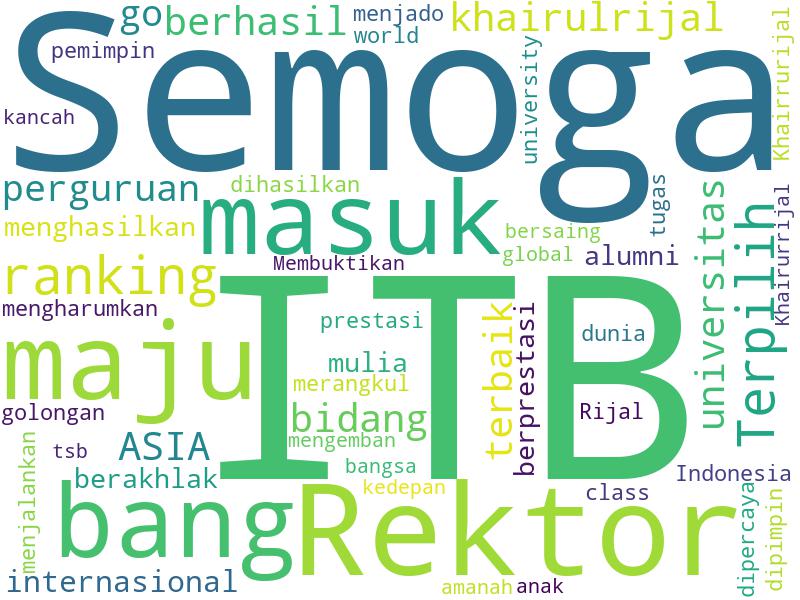 Semoga
go
berhasil
menjado
khairulrijal
world
pemimpin
university
Khairrurijal
kancah
perguruan
dihasilkan
masuk
tugas
menghasilkan
bersaing
global
alumni
universitas
Terpilih
Khairurrijal
Membuktikan
ranking
ITB
mengharumkan
prestasi
terbaik
berprestasi
dunia
maju
mulia
merangkul
Rijal
golongan
bidang
mengemban
ASIA
tsb
menjalankan
bangsa
berakhlak
kedepan
Indonesia
class
bang
Rektor
dipercaya
dipimpin
internasional
amanah
anak